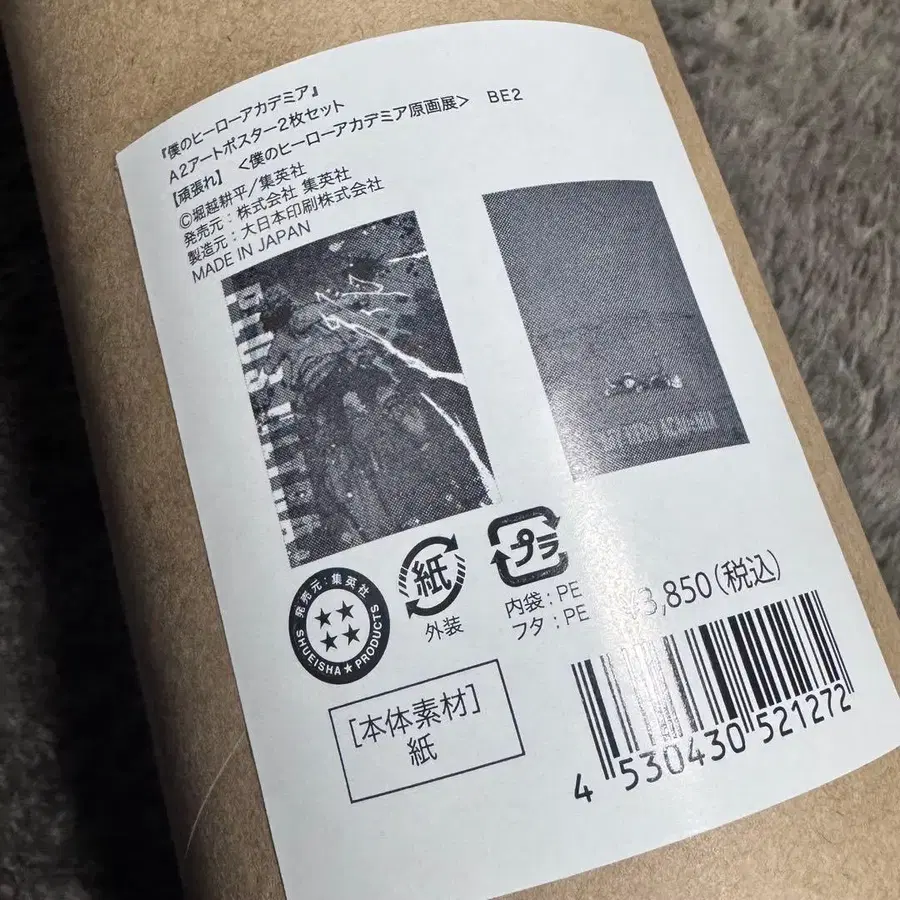 『僕のヒーローアカデミア』
A2アートポスター2枚セット
【頑張れ】 <僕のヒーローアカデミア原画展> BE2
©堀越耕平/集英社
発売元:株式会社 集英社
製造元:大日本印刷株式会社
MADE IN JAPAN
PLUS ULTRA
発売元:集英社
SHUEISHA★PRODUCTS
紙
外装
プラ
内袋:PE
フタ:PE
¥3,850(税込)
[本体素材]
紙
4 530430 521272